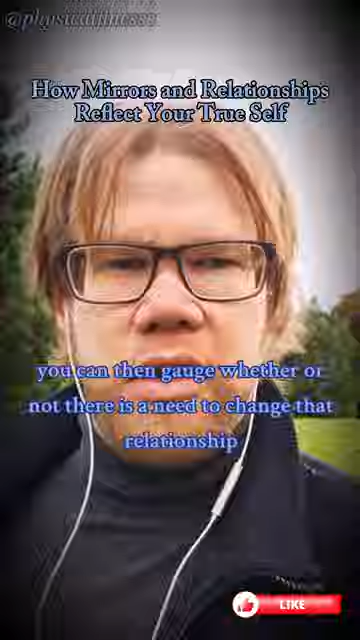 How Mirrors and Relationships
Reflect Your True Self
you can then gauge whether or
not there is a need to change that
relationship
LIKE